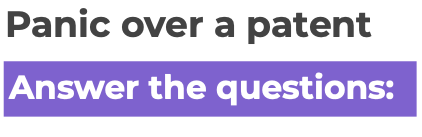 Panic over a patent
Answer the questions: